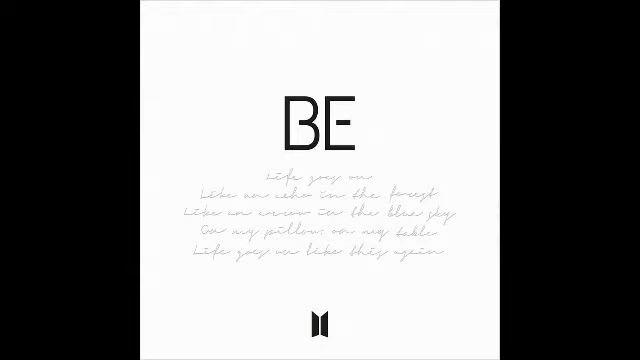 BE
Life goes on
Like an echo in the forest
Like an arrow in the blue sky
On my pillow, on my table
Life goes on like this again